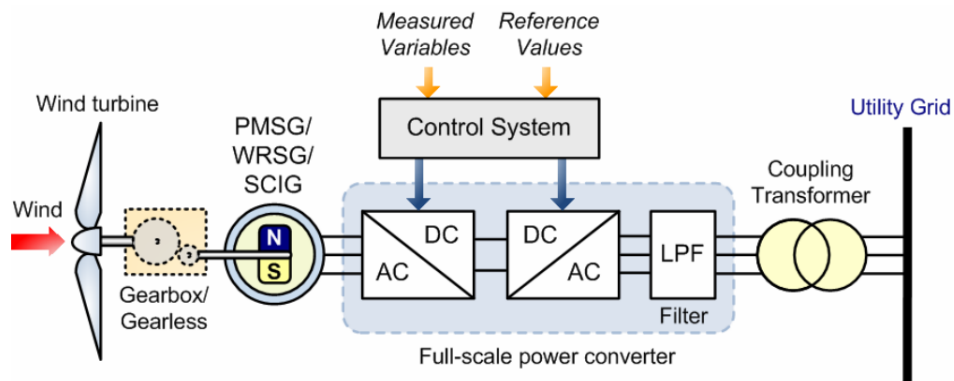 Measured
Variables
Reference
Values
Wind turbine
PMSG/
WRSG/
SCIG
Control System
Utility Grid
Coupling
Transformer
Wind
N
S
DC
AC
DC
AC
LPF
Gearbox/
Gearless
Filter
Full-scale power converter